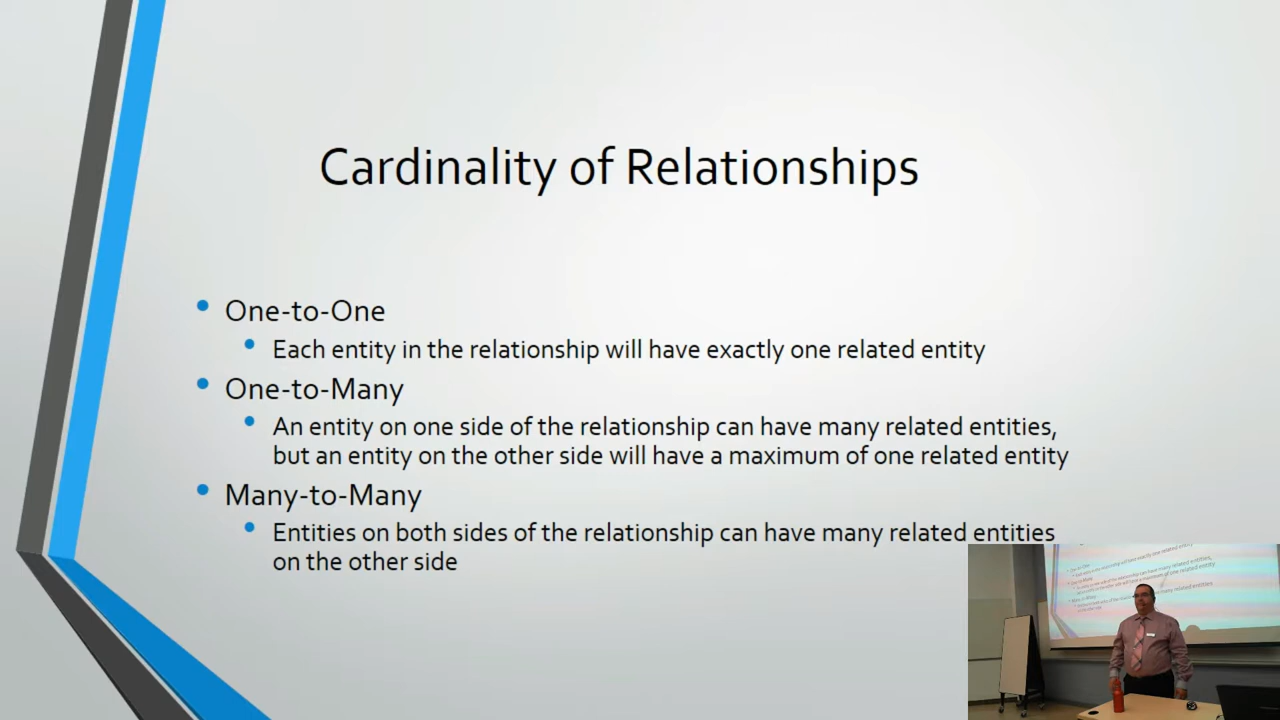 Cardinality of Relationships
One-to-One
Each entity in the relationship will have exactly one related entity
One-to-Many
An entity on one side of the relationship can have many related entities,
but an entity on the other side will have a maximum of one related entity
Many-to-Many
Entities on both sides of the relationship can have many related entities
on the other side